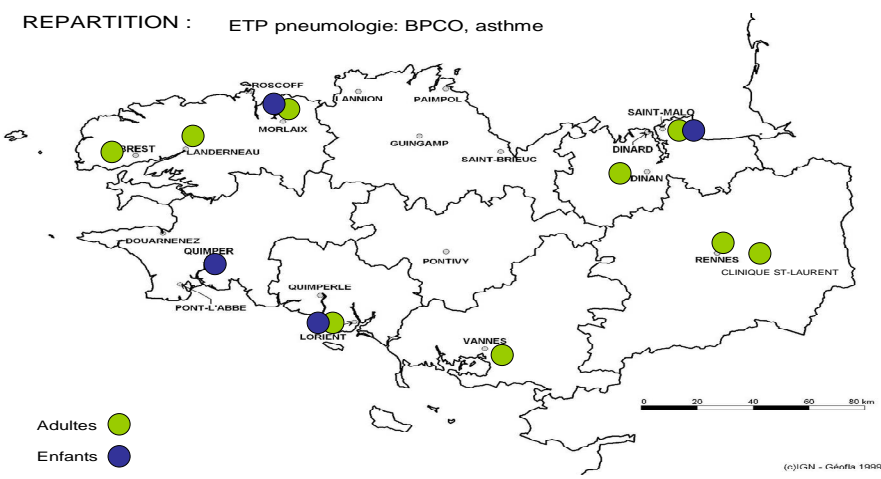 REPARTITION : ETP pneumologie: BPCO, asthme
ROSCOFF
LANNION
PAIMPOL
MORLAIX
SAINT-MALO
GUINGAMP
BREST
LANDERNEAU
SAINT-BRIEUC
DINARD
DINAN
DOUARNENEZ
QUIMPER
PONTIVY
RENNES
CLINIQUE ST-LAURENT
QUIMPERLE
PONT-L'ABBE
LORIENT
VANNES
0 20 40 60 80 km
Adultes
Enfants
(c)IGN - Géofla 1999